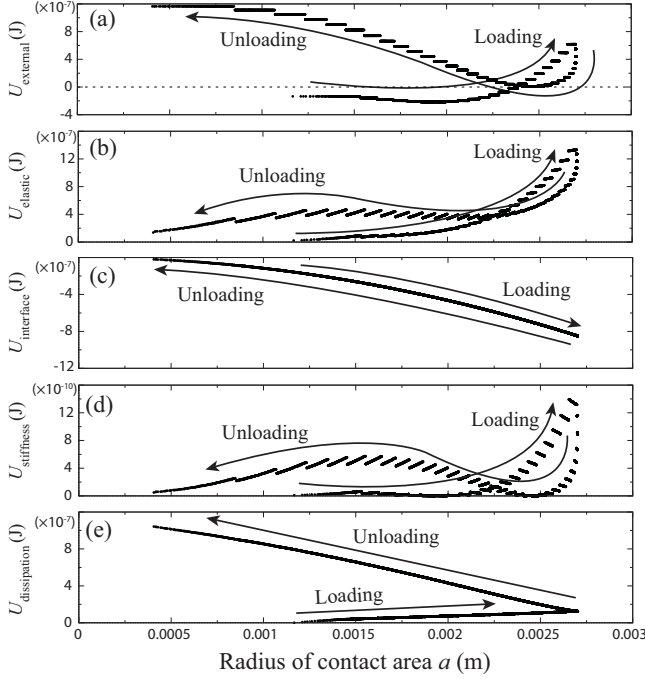 (×10⁻⁷)
(a)
U_external (J)
8
4
0
-4
Unloading
Loading
(×10⁻⁷)
(b)
U_elastic (J)
12
8
4
0
Unloading
Loading
(×10⁻⁷)
(c)
U_interface (J)
-4
-8
-12
Unloading
Loading
(×10⁻¹⁰)
(d)
U_stiffness (J)
12
8
4
0
Unloading
Loading
(×10⁻⁷)
(e)
U_dissipation (J)
8
4
0
Unloading
Loading
0 0.0005 0.001 0.0015 0.002 0.0025 0.003
Radius of contact area a (m)